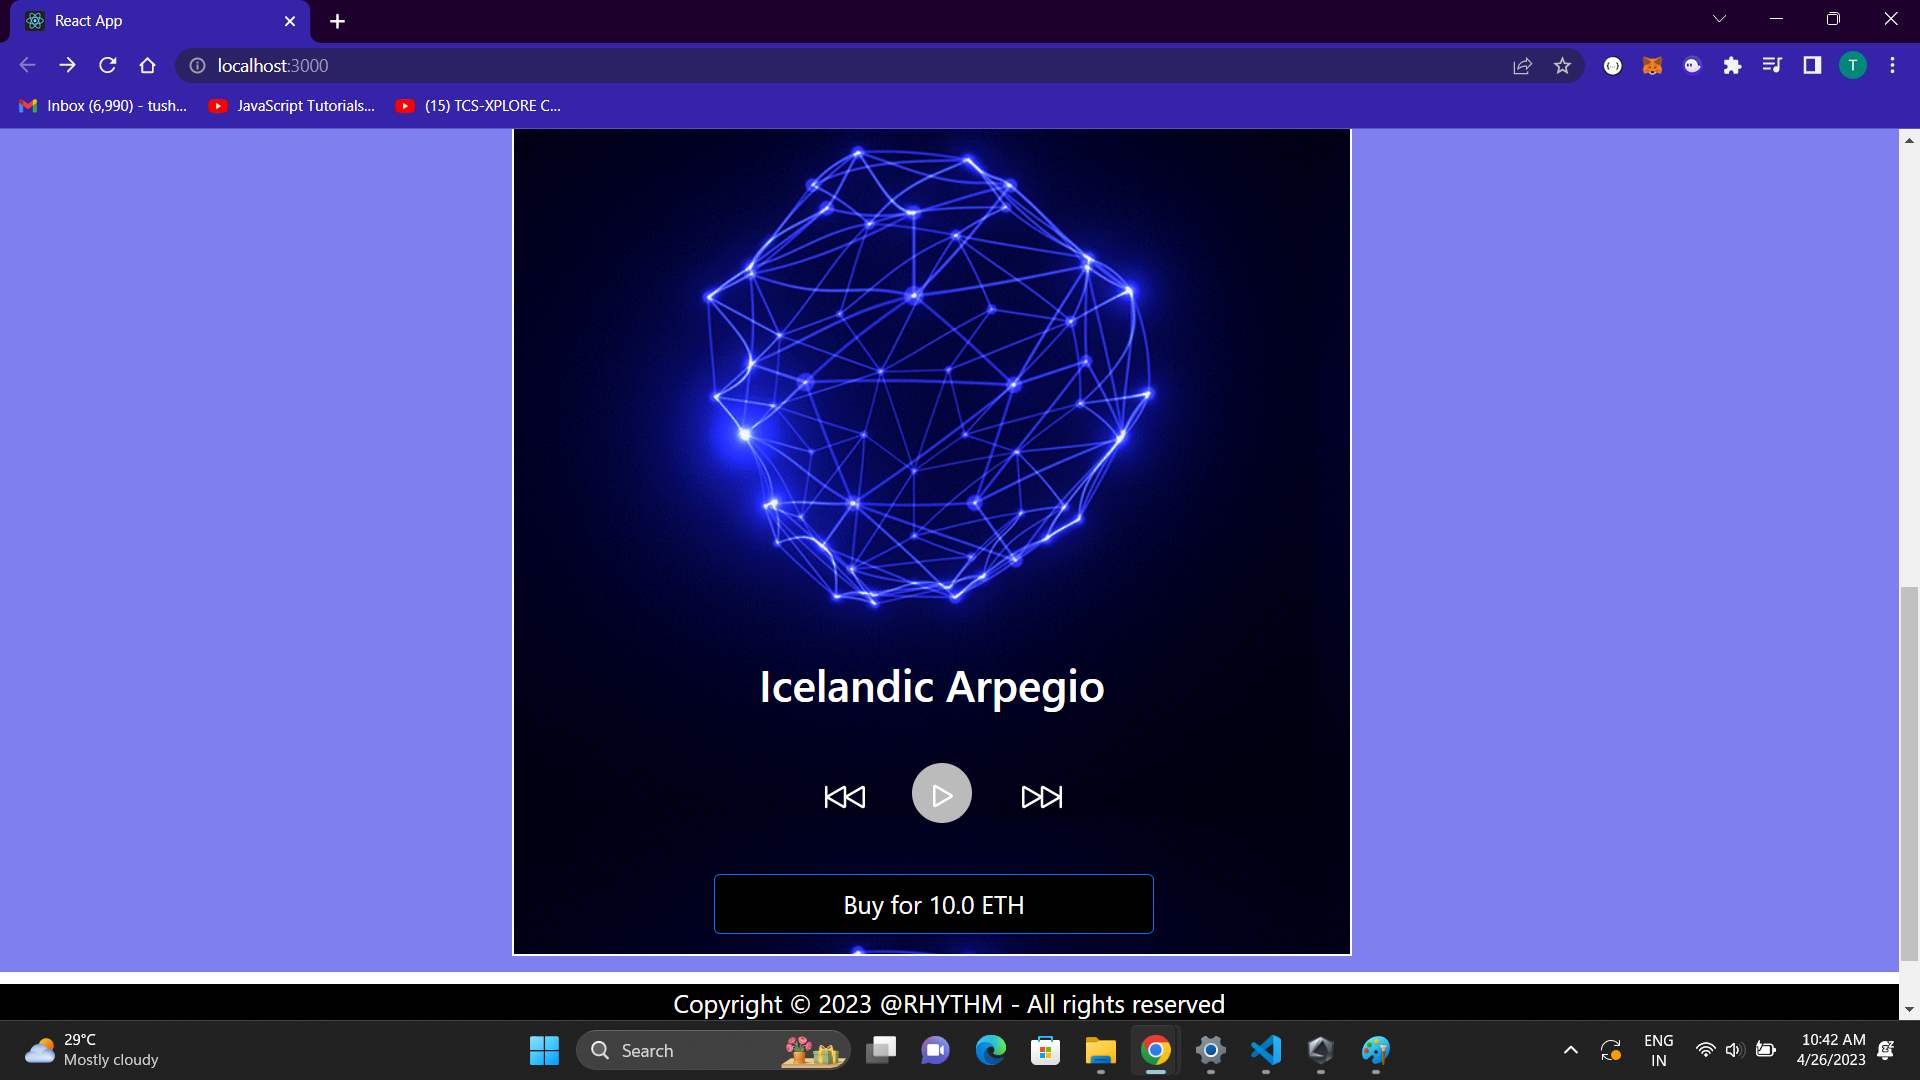 React App
localhost:3000
T
Inbox (6,990) - tush...
JavaScript Tutorials...
(15) TCS-XPLORE C...
Icelandic Arpegio
Buy for 10.0 ETH
Copyright © 2023 @RHYTHM - All rights reserved
29°C
Mostly cloudy
Search
ENG
IN
10:42 AM
4/26/2023